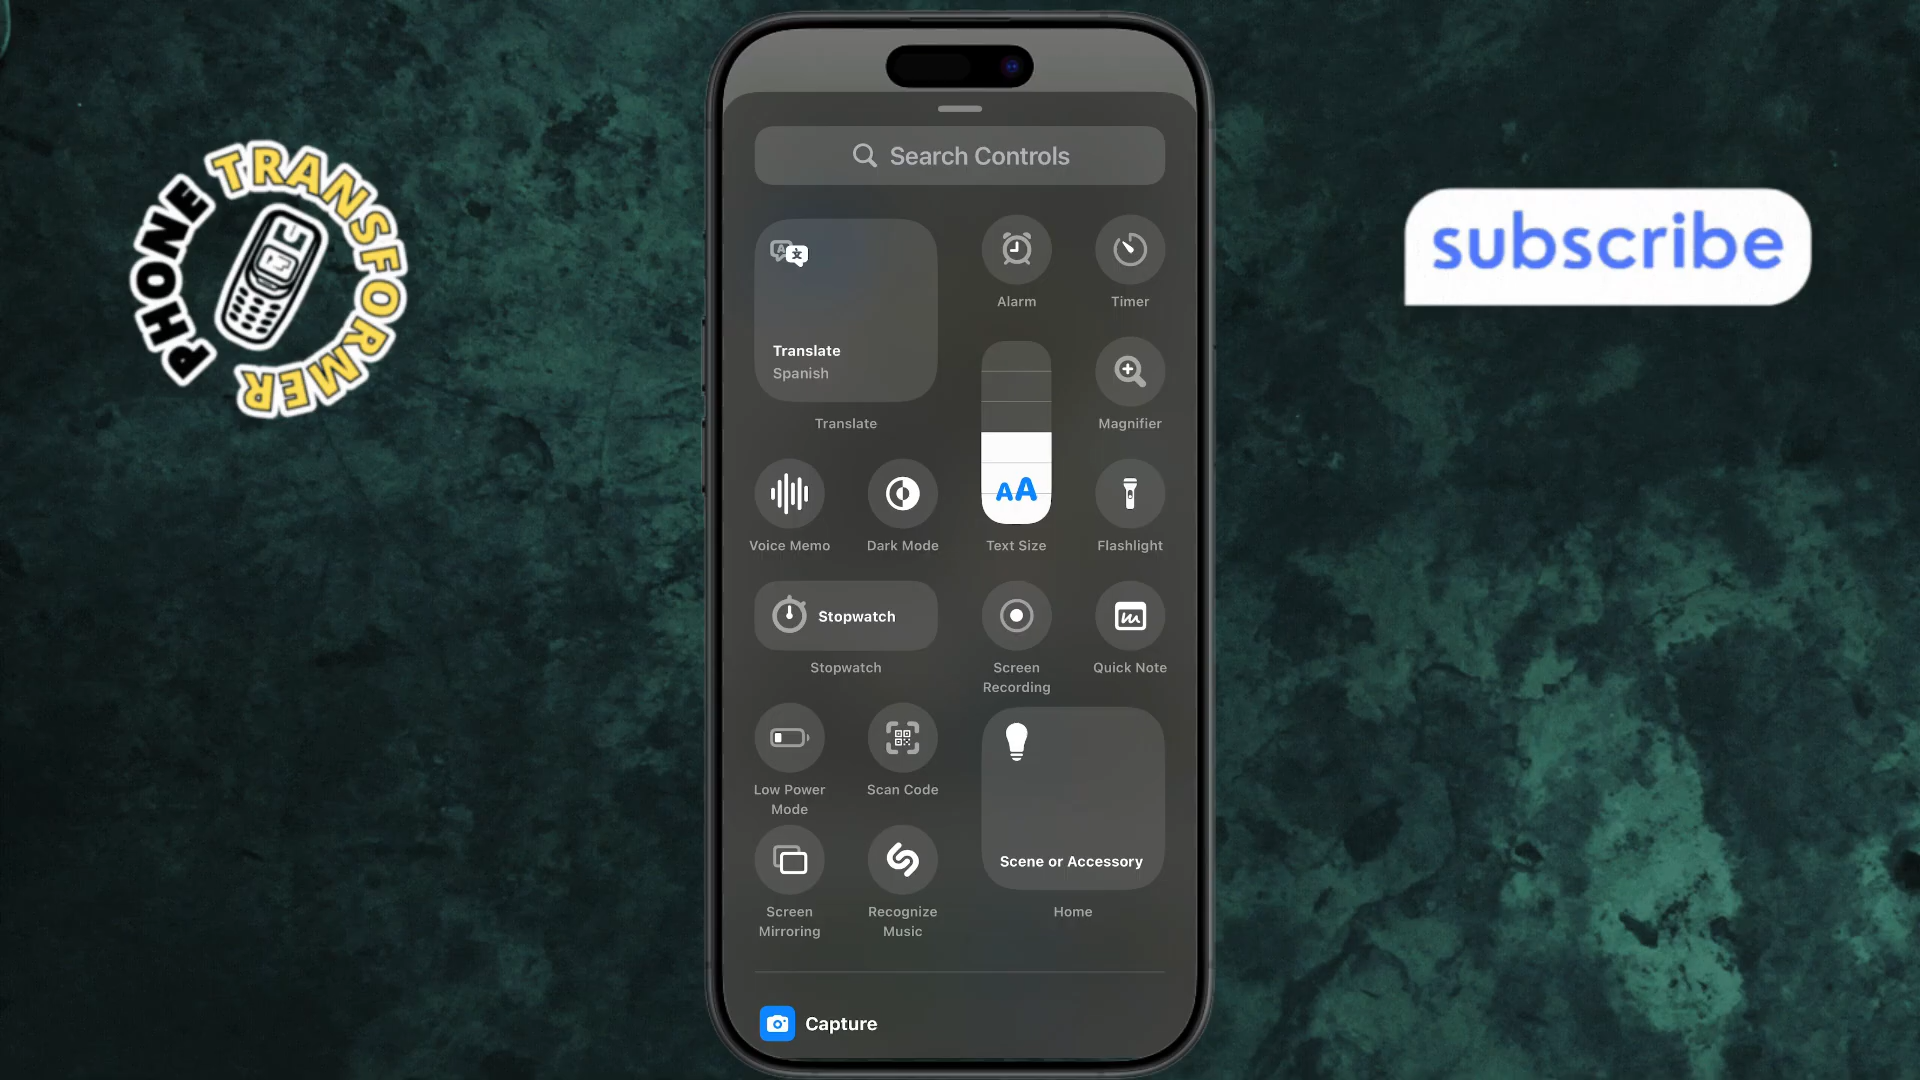 PHONE TRANSFORMER
subscribe
Search Controls
Translate
Spanish
Translate
Alarm
Timer
Magnifier
Voice Memo
Dark Mode
AA
Text Size
Flashlight
Stopwatch
Stopwatch
Screen
Recording
Quick Note
Low Power
Mode
Scan Code
Scene or Accessory
Home
Screen
Mirroring
Recognize
Music
Capture